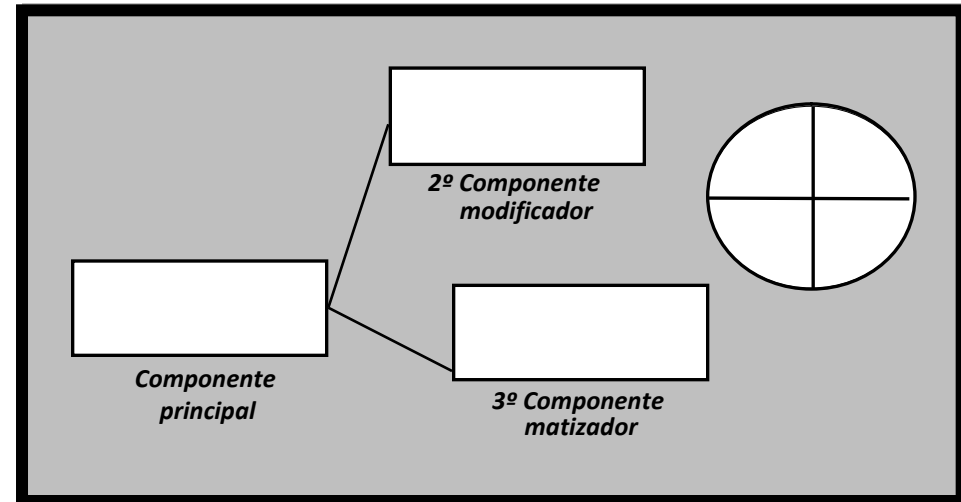 2º Componente
modificador
Componente
principal
3º Componente
matizador